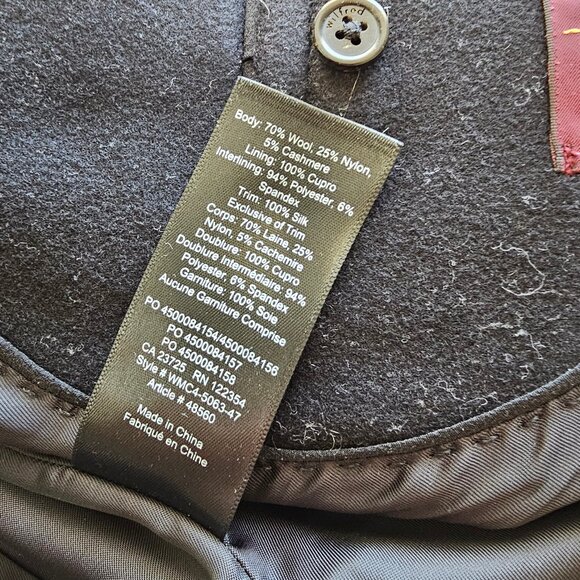 wilfred
Body: 70% Wool, 25% Nylon,
5% Cashmere
Lining: 100% Cupro
Interlining: 94% Polyester, 6%
Spandex
Trim: 100% Silk
Exclusive of Trim
Corps: 70% Laine, 25%
Nylon, 5% Cachemire
Doublure: 100% Cupro
Doublure Intermédiaire: 94%
Polyester, 6% Spandex
Garniture: 100% Soie
Aucune Garniture Comprise
PO 4500084154/4500084156
PO 4500084157
PO 4500084158
CA 23725 RN 122354
Style # WMC4-5063-47
Article # 48560
Made in China
Fabriqué en Chine